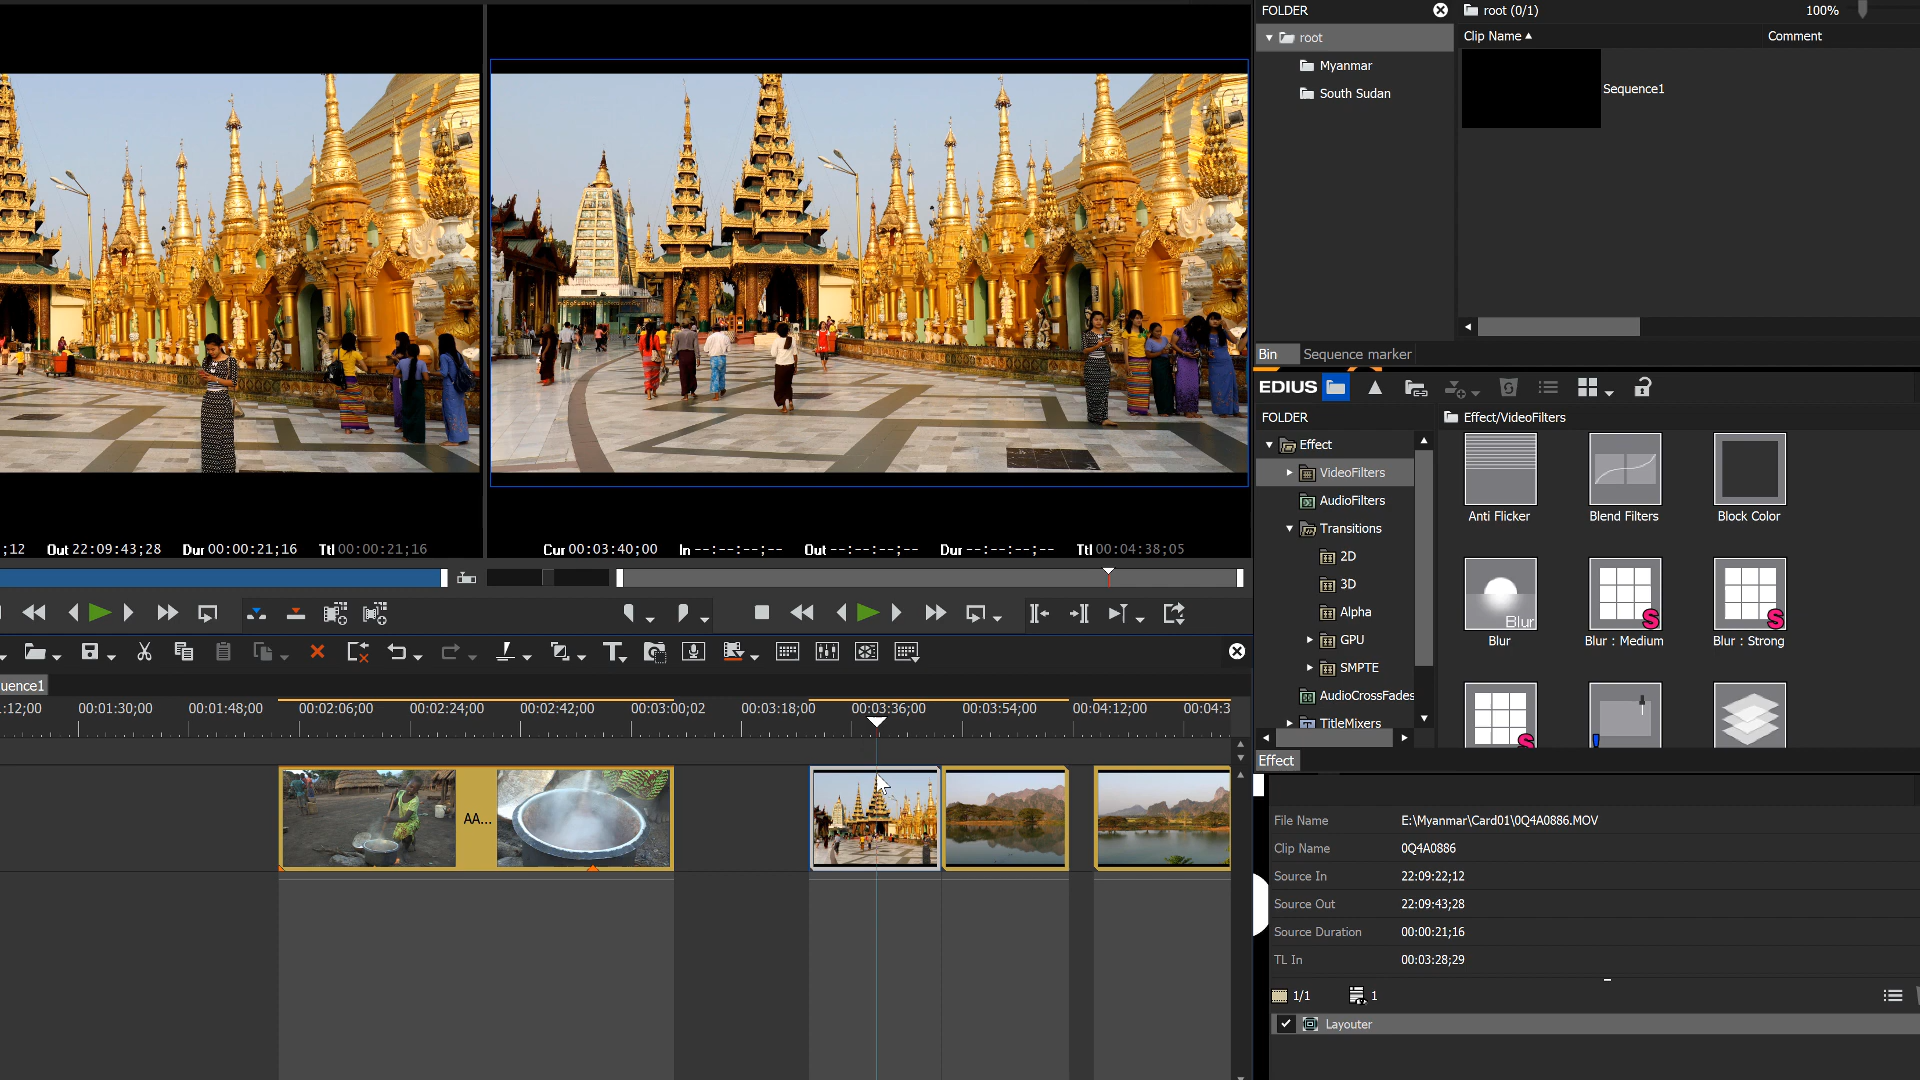 FOLDER
root (0/1)
100%
root
Clip Name
Comment
Myanmar
South Sudan
Sequence1
Bin
Sequence marker
EDIUS
FOLDER
Effect/VideoFilters
Effect
VideoFilters
AudioFilters
Transitions
2D
3D
Alpha
GPU
SMPTE
AudioCrossFades
TitleMixers
Anti Flicker
Blend Filters
Block Color
Blur
Blur
Blur : Medium
Blur : Strong
S
S
S
Effect
;12 Out 22:09:43;28 Dur 00:00:21;16 Ttl 00:00:21;16
Cur 00:03:40;00 In --:--:--;-- Out --:--:--;-- Dur --:--:--;-- Ttl 00:04:38;05
uence1
:12;00 00:01:30;00 00:01:48;00 00:02:06;00 00:02:24;00 00:02:42;00 00:03:00;02 00:03:18;00 00:03:36;00 00:03:54;00 00:04:12;00 00:04:3
AA...
File Name E:\Myanmar\Card01\0Q4A0886.MOV
Clip Name 0Q4A0886
Source In 22:09:22;12
Source Out 22:09:43;28
Source Duration 00:00:21;16
TL In 00:03:28;29
1/1 1
Layouter